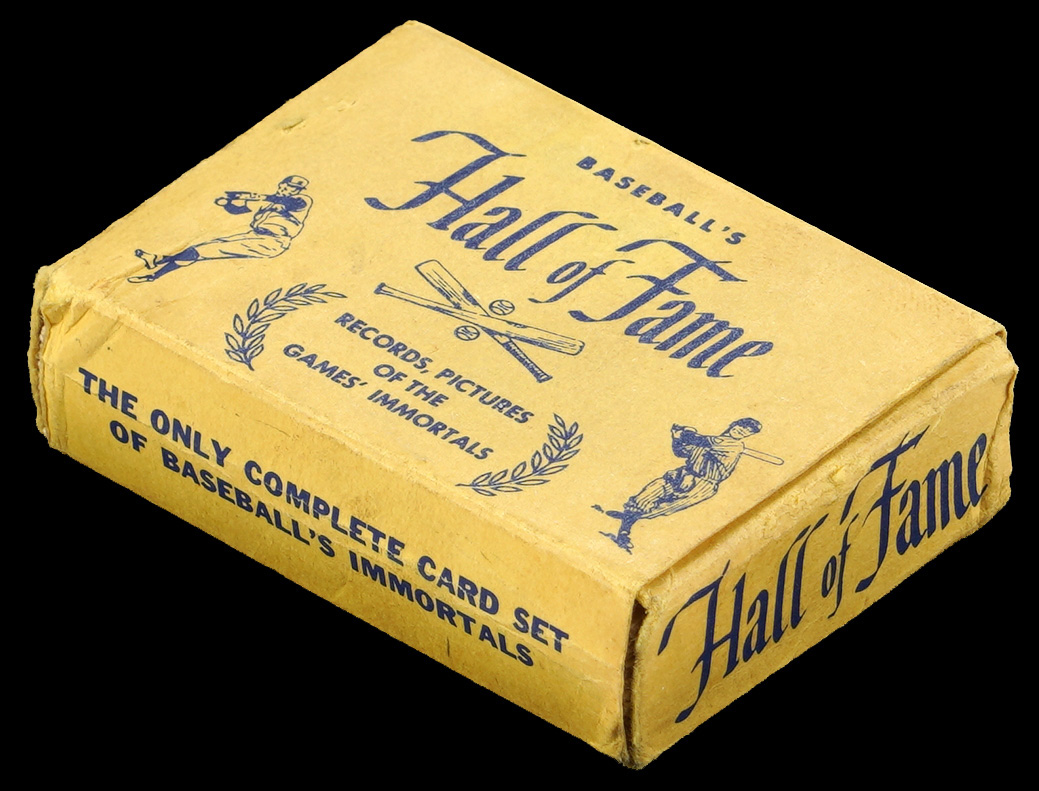 BASEBALL'S
Hall of Fame
RECORDS, PICTURES
OF THE
GAMES' IMMORTALS
THE ONLY COMPLETE CARD SET
OF BASEBALL'S IMMORTALS
Hall of Fame